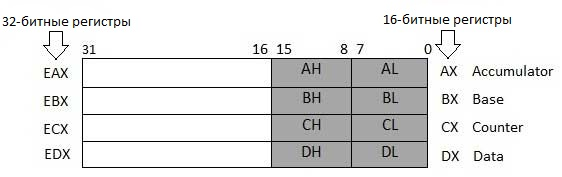 32-битные регистры 16-битные регистры
31 16 15 8 7 0
EAX AH AL AX Accumulator
EBX BH BL BX Base
ECX CH CL CX Counter
EDX DH DL DX Data